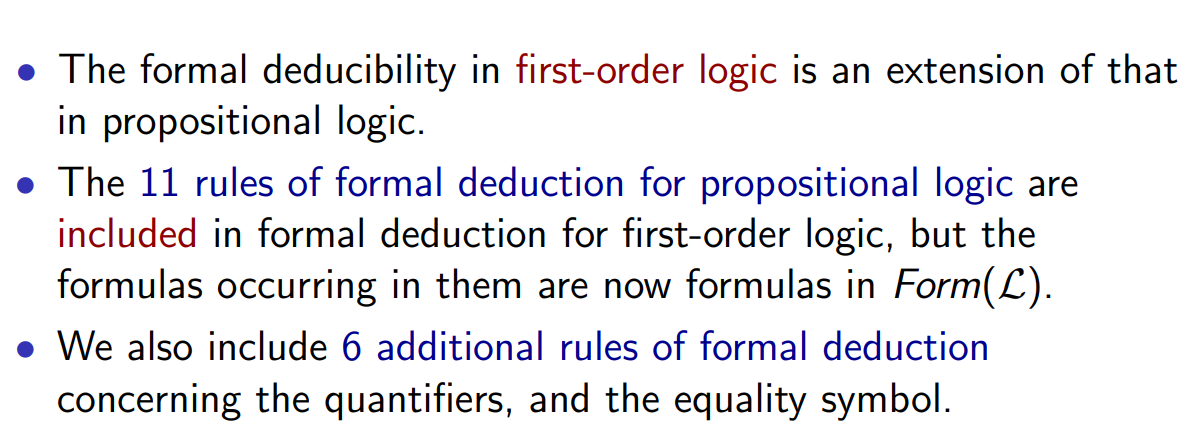 • The formal deducibility in first-order logic is an extension of that
in propositional logic.
• The 11 rules of formal deduction for propositional logic are
included in formal deduction for first-order logic, but the
formulas occurring in them are now formulas in Form(ℒ).
• We also include 6 additional rules of formal deduction
concerning the quantifiers, and the equality symbol.